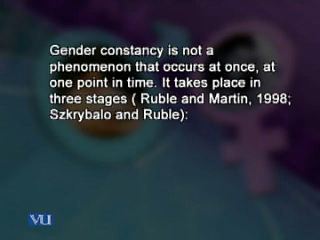 Gender constancy is not a
phenomenon that occurs at once, at
one point in time. It takes place in
three stages ( Ruble and Martin, 1998;
Szkrybalo and Ruble):
VU